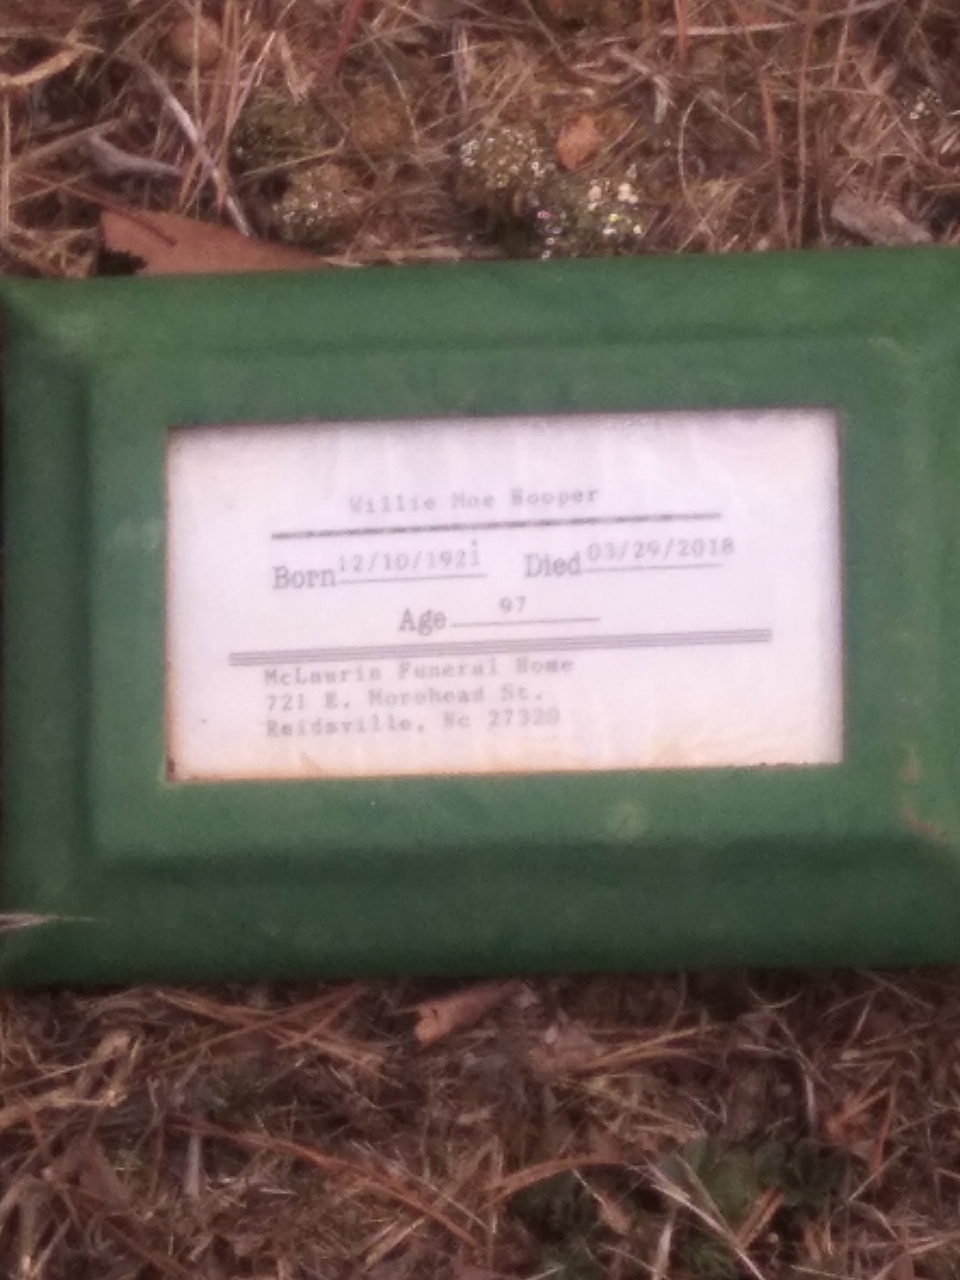 Willie Moe Hooper
Born 12/10/1921 Died 03/29/2018
Age 97
McLaurin Funeral Home
721 E. Morehead St.
Reidsville, Nc 27320